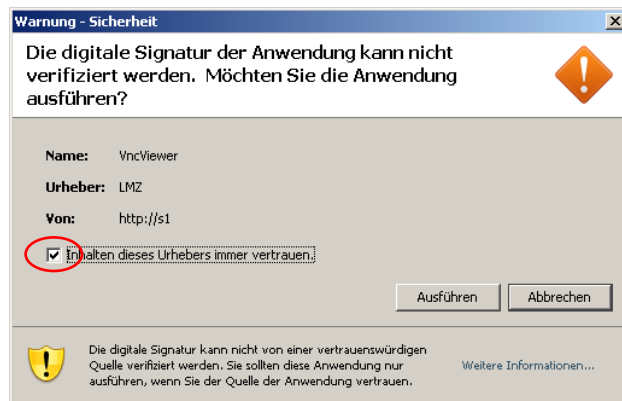 Warnung - Sicherheit
Die digitale Signatur der Anwendung kann nicht
verifiziert werden. Möchten Sie die Anwendung
ausführen?
Name: VncViewer
Urheber: LMZ
Von: http://s1
Inhalten dieses Urhebers immer vertrauen.
Ausführen Abbrechen
Die digitale Signatur kann nicht von einer vertrauenswürdigen
Quelle verifiziert werden. Sie sollten diese Anwendung nur Weitere Informationen...
ausführen, wenn Sie der Quelle der Anwendung vertrauen.